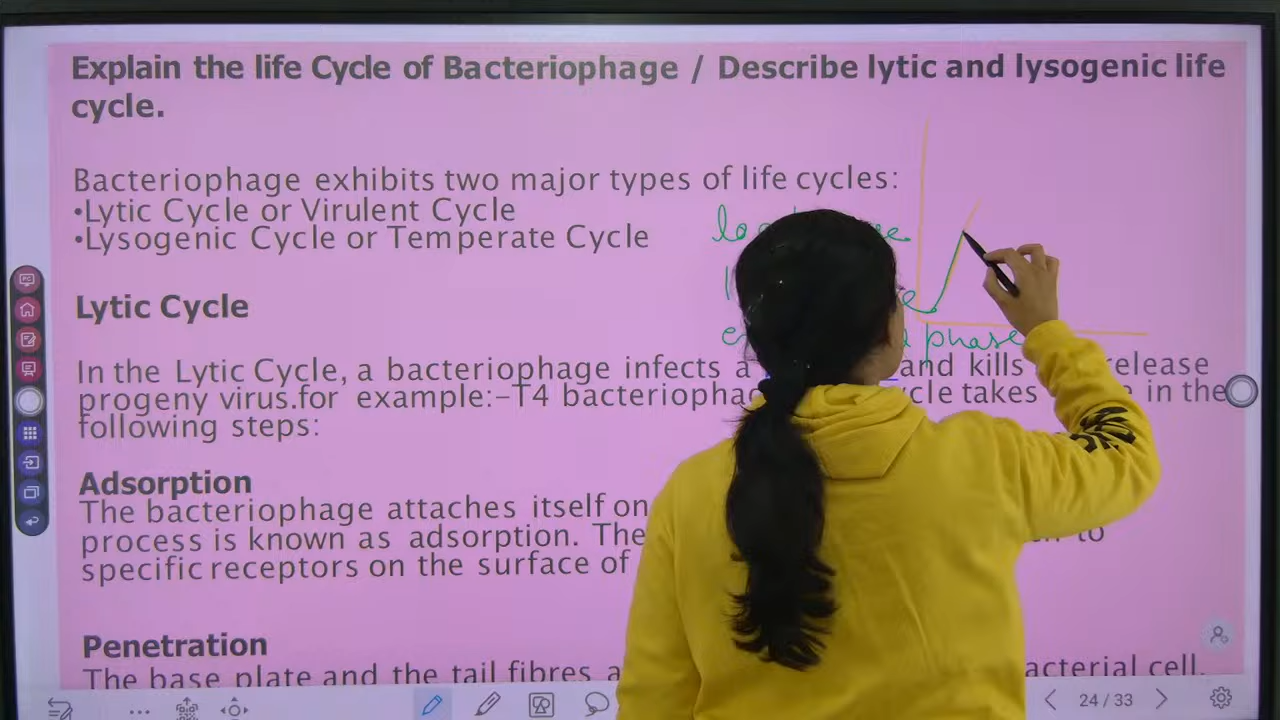 Explain the life Cycle of Bacteriophage / Describe lytic and lysogenic life
cycle.
Bacteriophage exhibits two major types of life cycles:
•Lytic Cycle or Virulent Cycle
•Lysogenic Cycle or Temperate Cycle
Lytic Cycle
phase
In the Lytic Cycle, a bacteriophage infects a and kills release
progeny virus.for example:-T4 takes in the
following steps:
Adsorption
The bacteriophage attaches itself on
process is known as adsorption. The to
specific receptors on the surface of
Penetration
The base plate and the tail fibres cell.
24 / 33